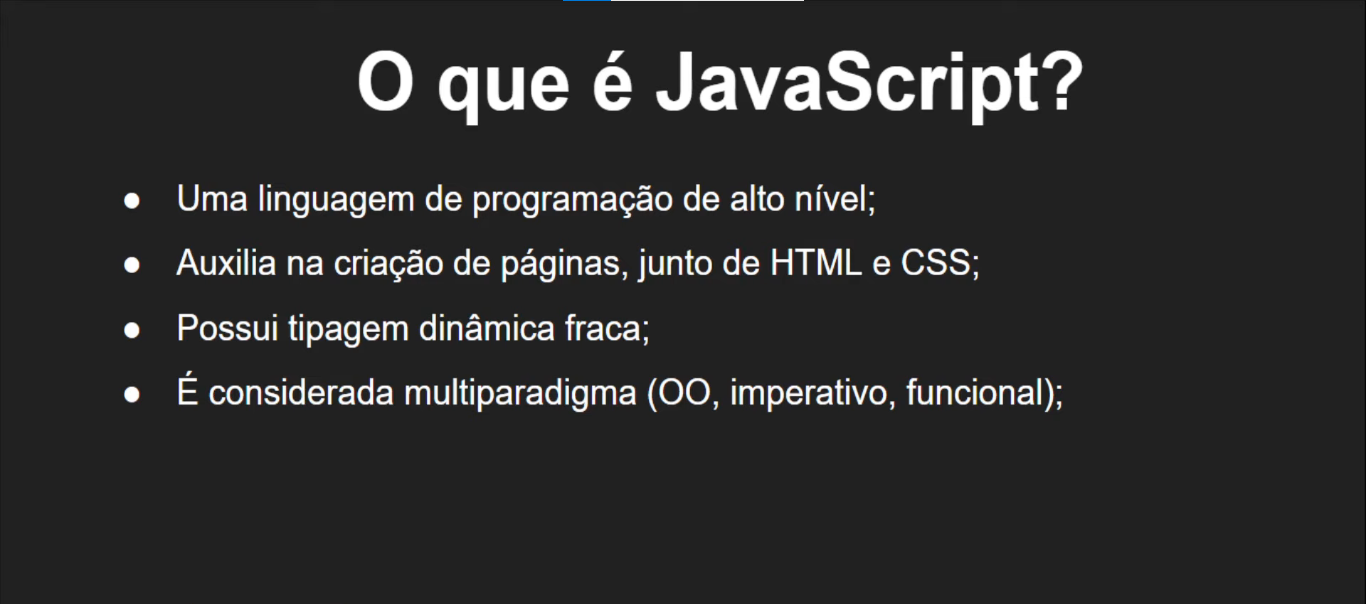 O que é JavaScript?
● Uma linguagem de programação de alto nível;
● Auxilia na criação de páginas, junto de HTML e CSS;
● Possui tipagem dinâmica fraca;
● É considerada multiparadigma (OO, imperativo, funcional);